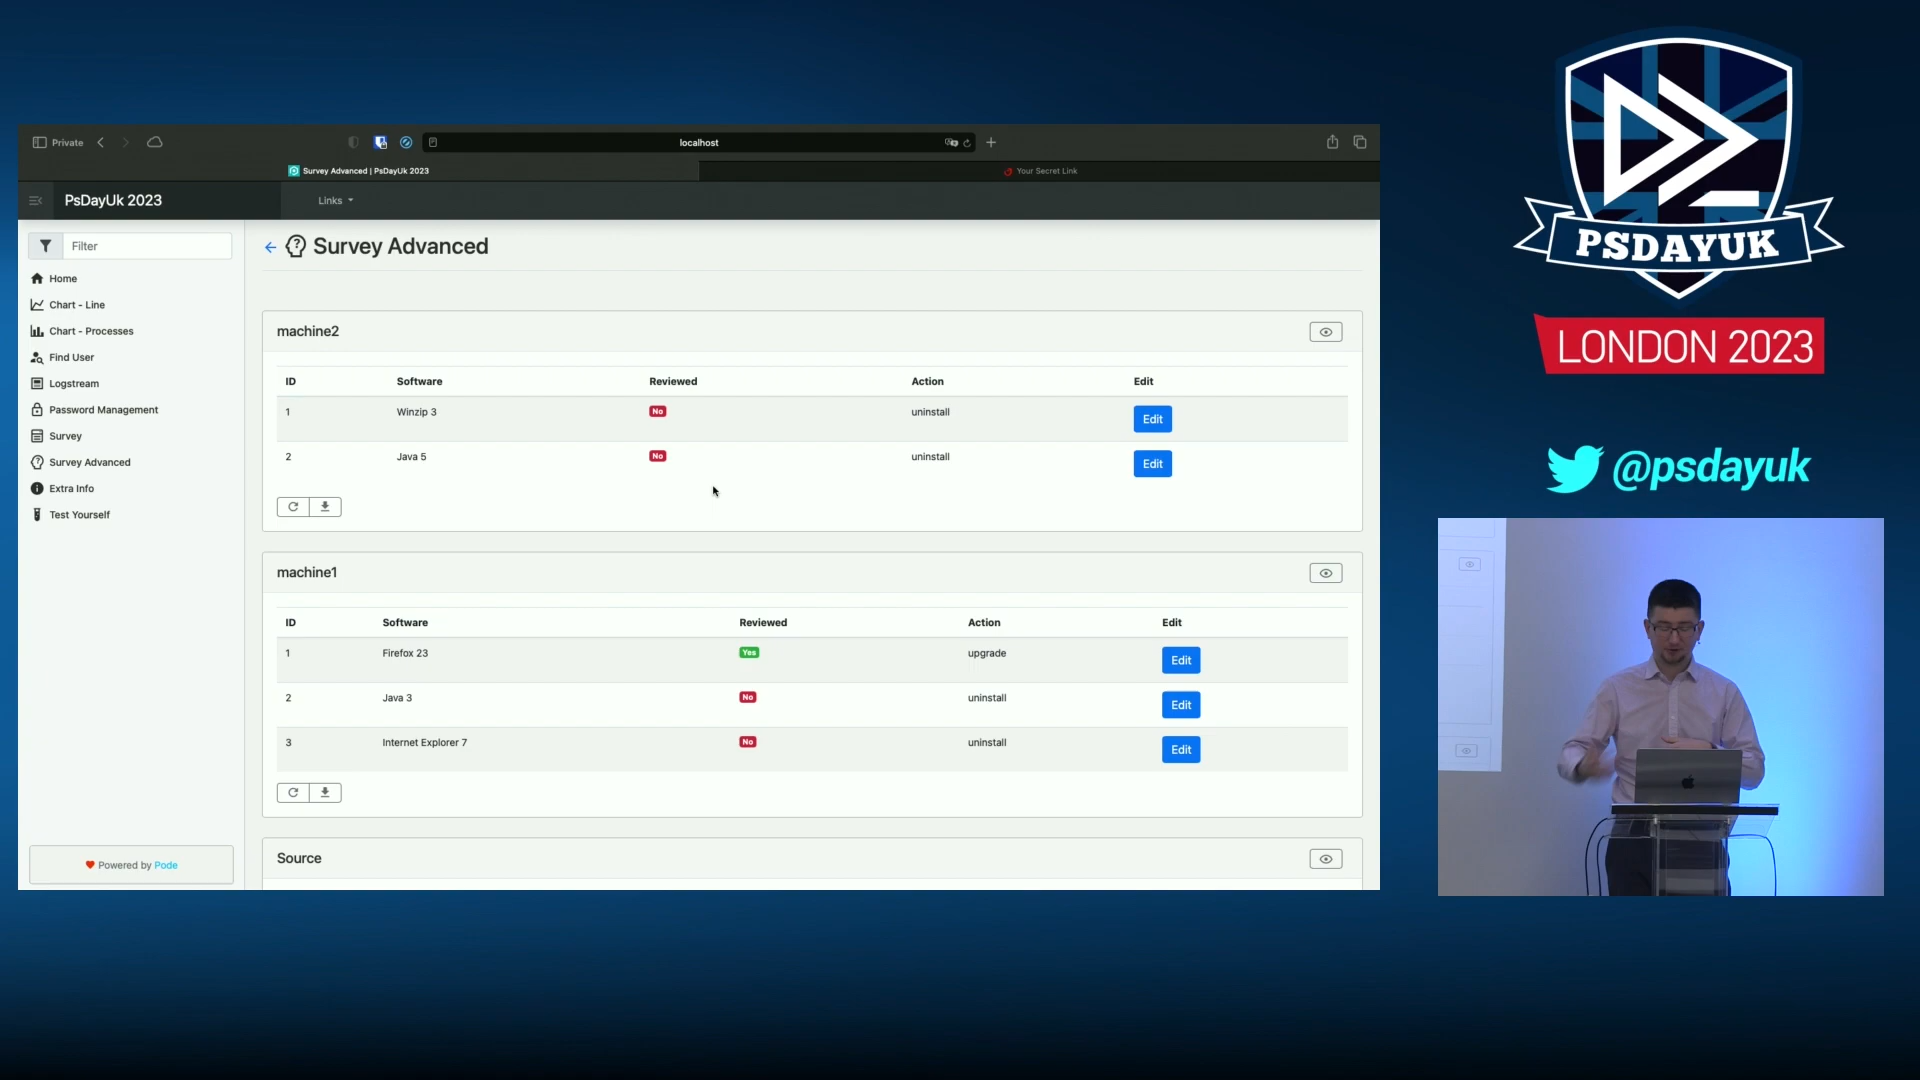 Private
localhost
Survey Advanced | PsDayUk 2023
Your Secret Link
PsDayUk 2023
Links
Filter
Home
Chart - Line
Chart - Processes
Find User
Logstream
Password Management
Survey
Survey Advanced
Extra Info
Test Yourself
Powered by Pode
Survey Advanced
machine2
ID Software Reviewed Action Edit
1 Winzip 3 No uninstall Edit
2 Java 5 No uninstall Edit
machine1
ID Software Reviewed Action Edit
1 Firefox 23 Yes upgrade Edit
2 Java 3 No uninstall Edit
3 Internet Explorer 7 No uninstall Edit
Source
PSDAYUK
LONDON 2023
@psdayuk